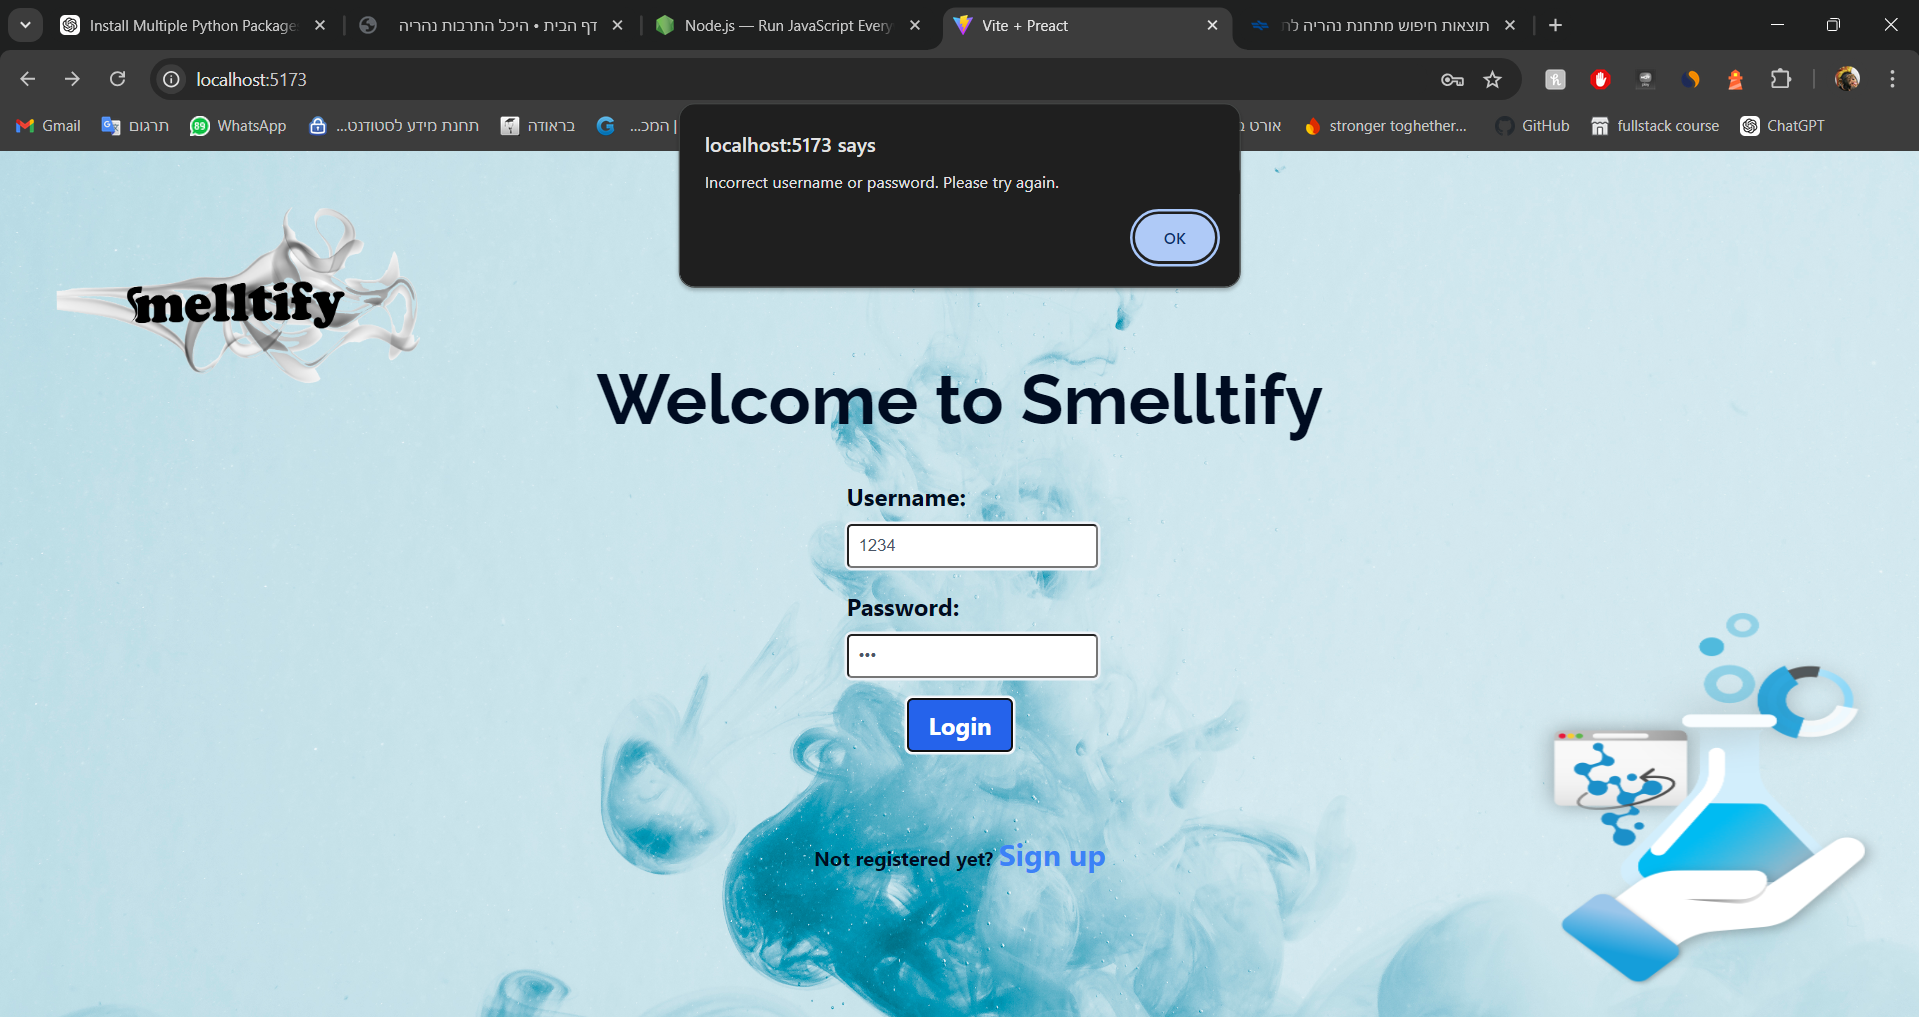 Install Multiple Python Package
דף הבית • היכל התרבות נהריה
Node.js — Run JavaScript Every
Vite + Preact
תוצאות חיפוש מתחנת נהריה
localhost:5173
Gmail
תרגום
89
WhatsApp
תחנת מידע לסטודנט...
בראודה
המכ...
אורט
stronger toghether...
GitHub
fullstack course
ChatGPT
localhost:5173 says
Incorrect username or password. Please try again.
OK
Smelltify
Welcome to Smelltify
Username:
1234
Password:
•••
Login
Not registered yet? Sign up